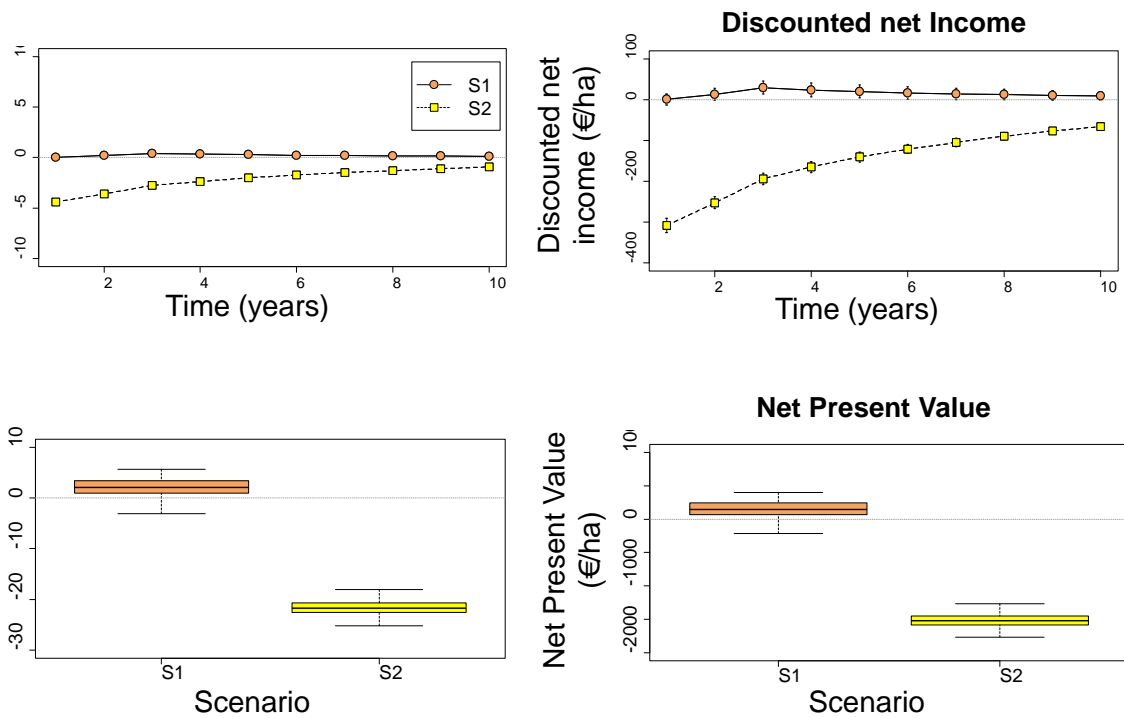 5
0
-5
-10
S1
S2
2 4 6 8 10
Time (years)
Discounted net Income
Discounted net
income (€/ha)
100
0
-200
-400
2 4 6 8 10
Time (years)
10
0
-10
-20
-30
S1 S2
Scenario
Net Present Value
Net Present Value
(€/ha)
0
-1000
-2000
S1 S2
Scenario